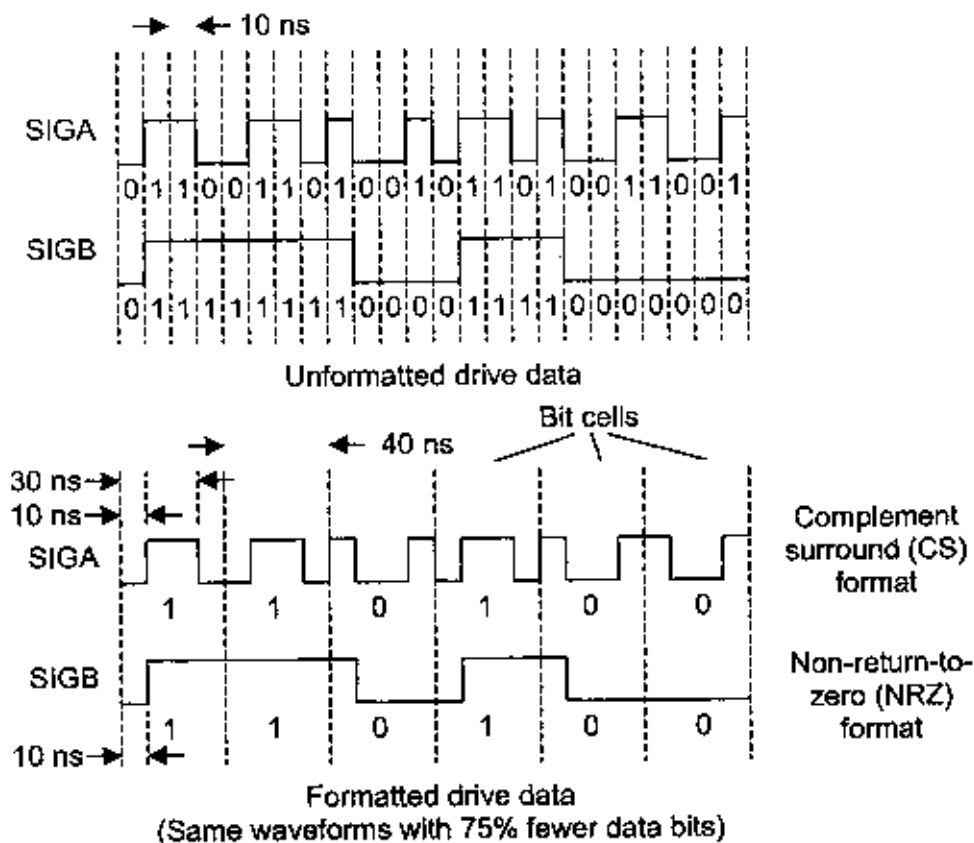 10 ns
SIGA
0 1 1 0 0 1 1 0 1 0 0 1 0 1 1 0 1 0 0 1 1 0 0 1
SIGB
0 1 1 1 1 1 1 1 1 0 0 0 0 1 1 1 1 0 0 0 0 0 0 0
Unformatted drive data
Bit cells
40 ns
30 ns
10 ns
SIGA
1 1 0 1 0 0
Complement
surround (CS)
format
SIGB
1 1 0 1 0 0
Non-return-to-
zero (NRZ)
format
10 ns
Formatted drive data
(Same waveforms with 75% fewer data bits)